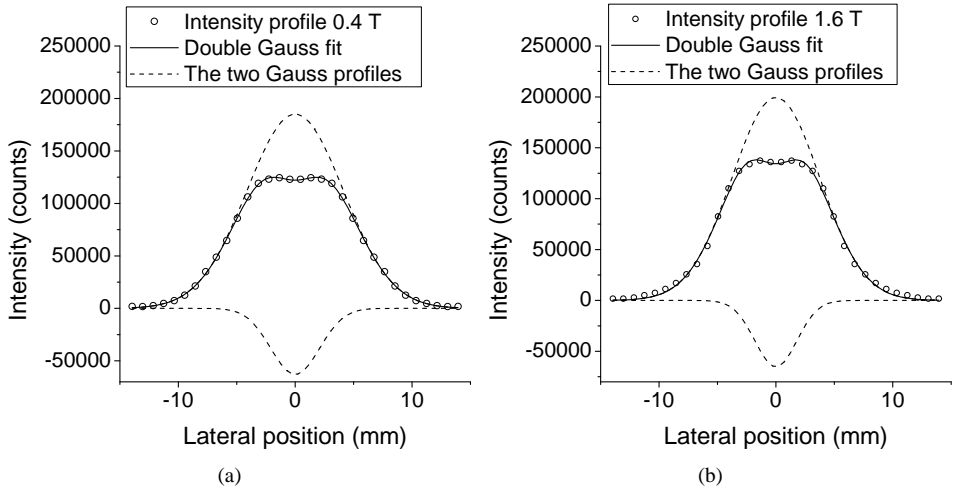 Intensity profile 0.4 T
Double Gauss fit
The two Gauss profiles
250000
200000
150000
100000
50000
0
-50000
-10
0
10
Intensity (counts)
Lateral position (mm)
(a)
Intensity profile 1.6 T
Double Gauss fit
The two Gauss profiles
250000
200000
150000
100000
50000
0
-50000
-10
0
10
Intensity (counts)
Lateral position (mm)
(b)